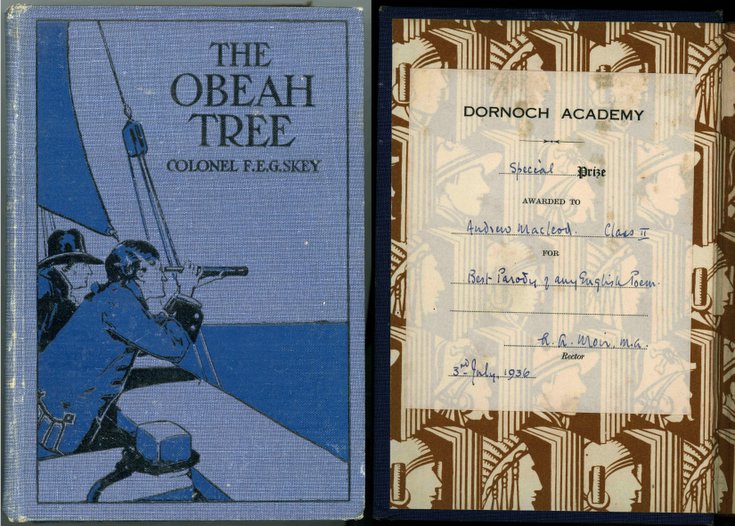 THE
OBEAH
TREE
COLONEL F.E.G. SKEY
DORNOCH ACADEMY
Special Prize
AWARDED TO
Andrew Macleod. Class II
FOR
Best Parody of any English Poem.
R. A. Moir, M.A.
Rector
3rd July, 1936